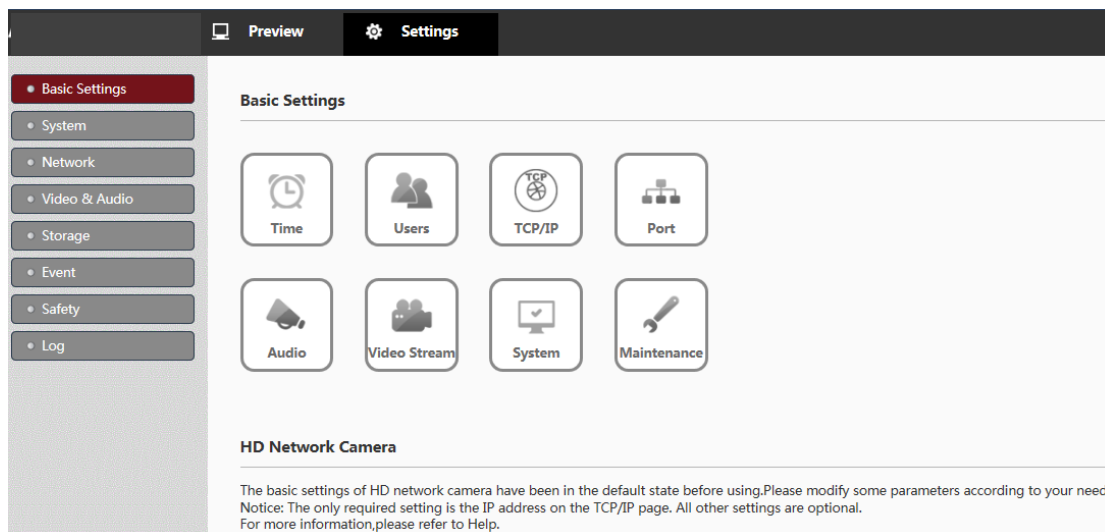 Preview
Settings
Basic Settings
System
Network
Video & Audio
Storage
Event
Safety
Log
Basic Settings
Time
Users
TCP
TCP/IP
Port
Audio
Video Stream
System
Maintenance
HD Network Camera
The basic settings of HD network camera have been in the default state before using.Please modify some parameters according to your need
Notice: The only required setting is the IP address on the TCP/IP page. All other settings are optional.
For more information,please refer to Help.